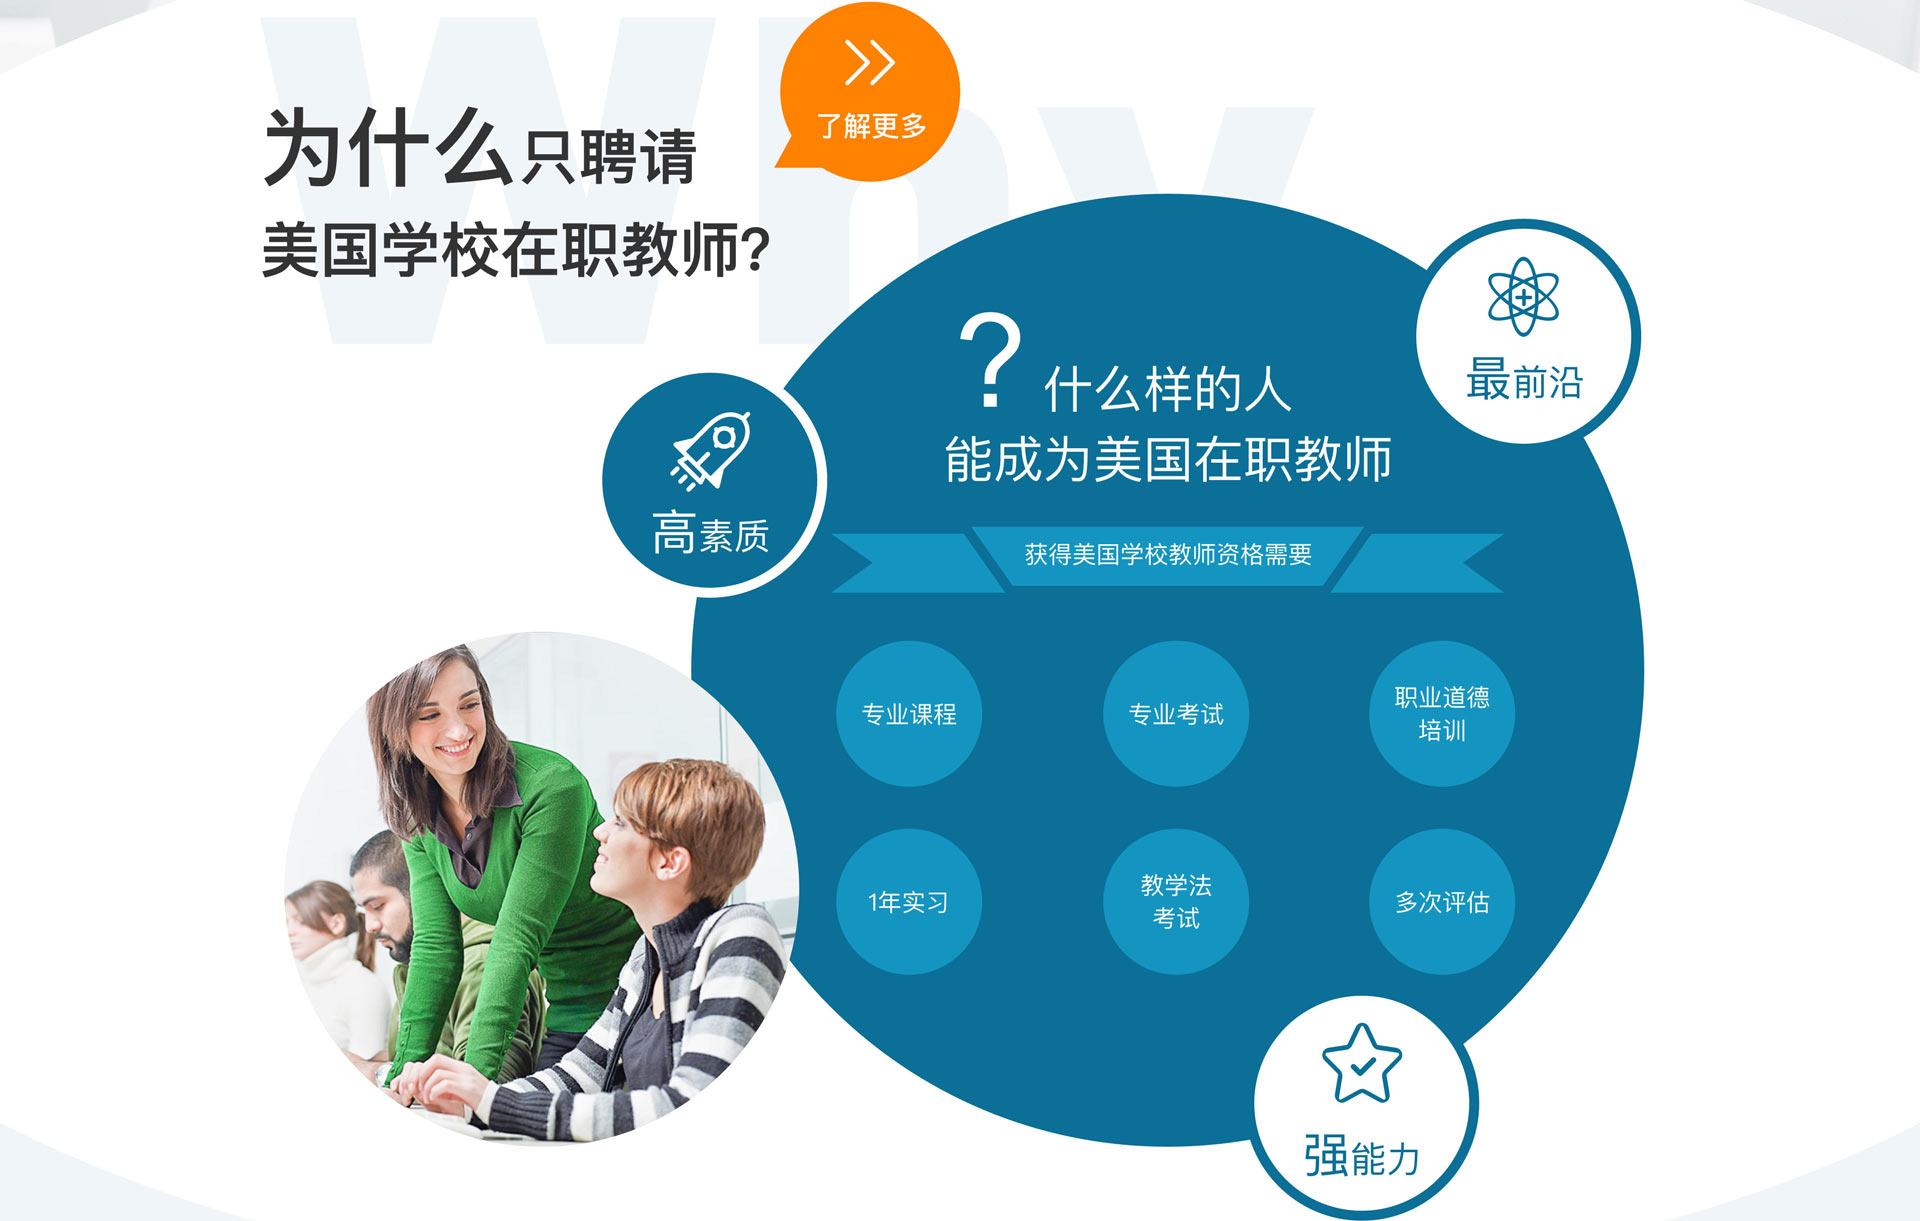 Why
为什么只聘请
美国学校在职教师?
了解更多
最前沿
?什么样的人
能成为美国在职教师
高素质
获得美国学校教师资格需要
专业课程
专业考试
职业道德
培训
1年实习
教学法
考试
多次评估
强能力